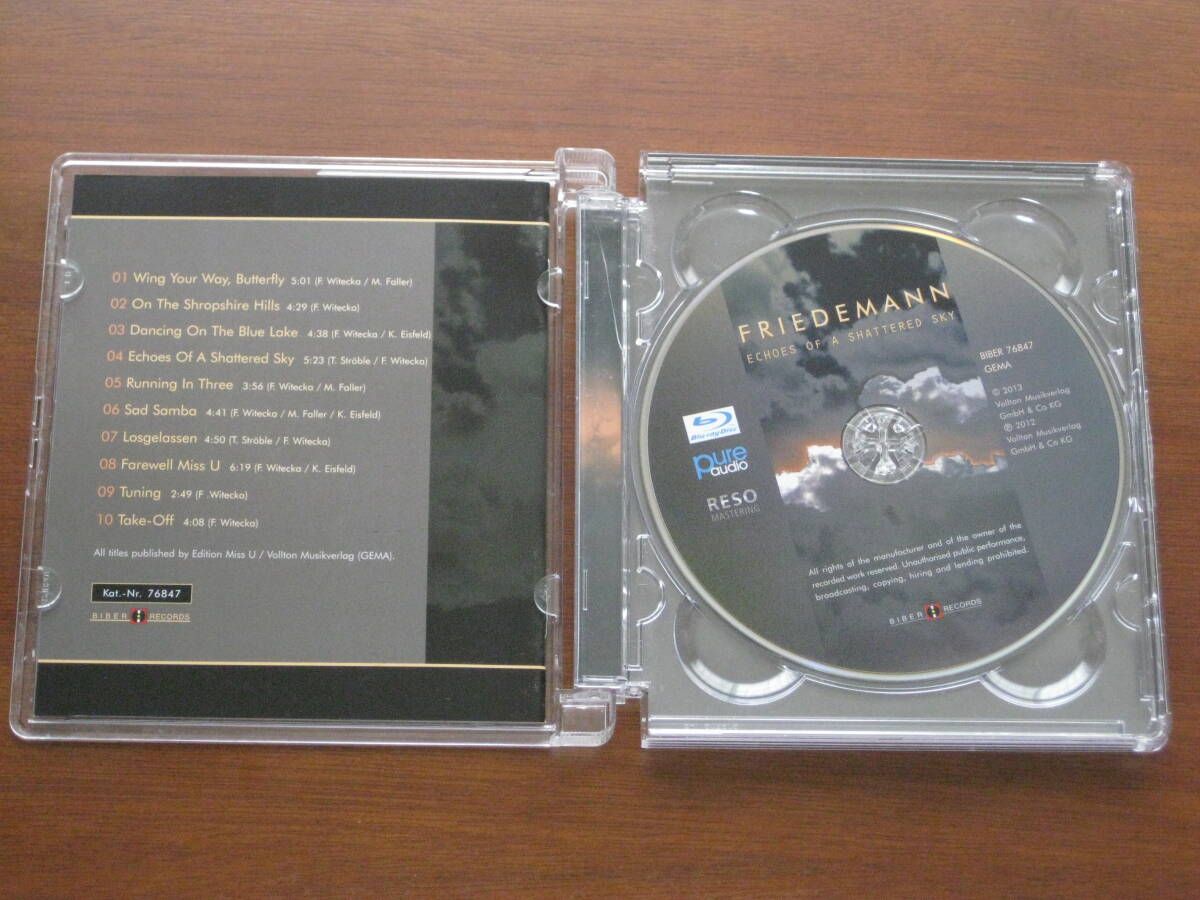 01 Wing Your Way, Butterfly 5:01 (F. Witecka / M. Faller)
02 On The Shropshire Hills 4:29 (F. Witecka)
03 Dancing On The Blue Lake 4:38 (F. Witecka / K. Eisfeld)
04 Echoes Of A Shattered Sky 5:23 (T. Ströble / F. Witecka)
05 Running In Three 3:56 (F. Witecka / M. Faller)
06 Sad Samba 4:41 (F. Witecka / M. Faller / K. Eisfeld)
07 Losgelassen 4:50 (T. Ströble / F. Witecka)
08 Farewell Miss U 6:19 (F. Witecka / K. Eisfeld)
09 Tuning 2:49 (F .Witecka)
10 Take-Off 4:08 (F. Witecka)
All titles published by Edition Miss U / Vollton Musikverlag (GEMA).
Kat.-Nr. 76847
BIBER RECORDS
FRIEDEMANN
ECHOES OF A SHATTERED SKY
BIBER 76847
GEMA
© 2013
Vollton Musikverlag
GmbH & Co KG
℗ 2012
Vollton Musikverlag
GmbH & Co KG
Blu-ray Disc
pure
audio
RESO
MASTERING
All rights of the manufacturer and of the owner of the
recorded work reserved. Unauthorised public performance,
broadcasting, copying, hiring and lending prohibited.
BIBER RECORDS